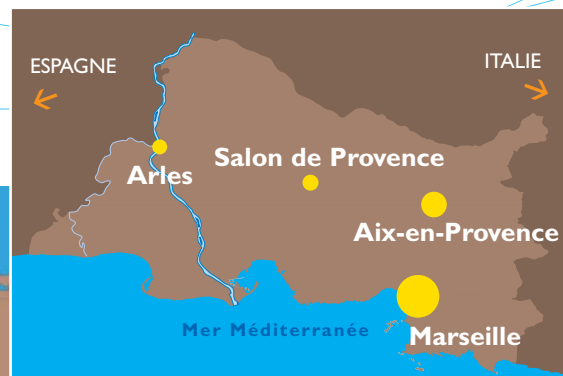 ESPAGNE
ITALIE
Salon de Provence
Arles
Aix-en-Provence
Mer Méditerranée
Marseille